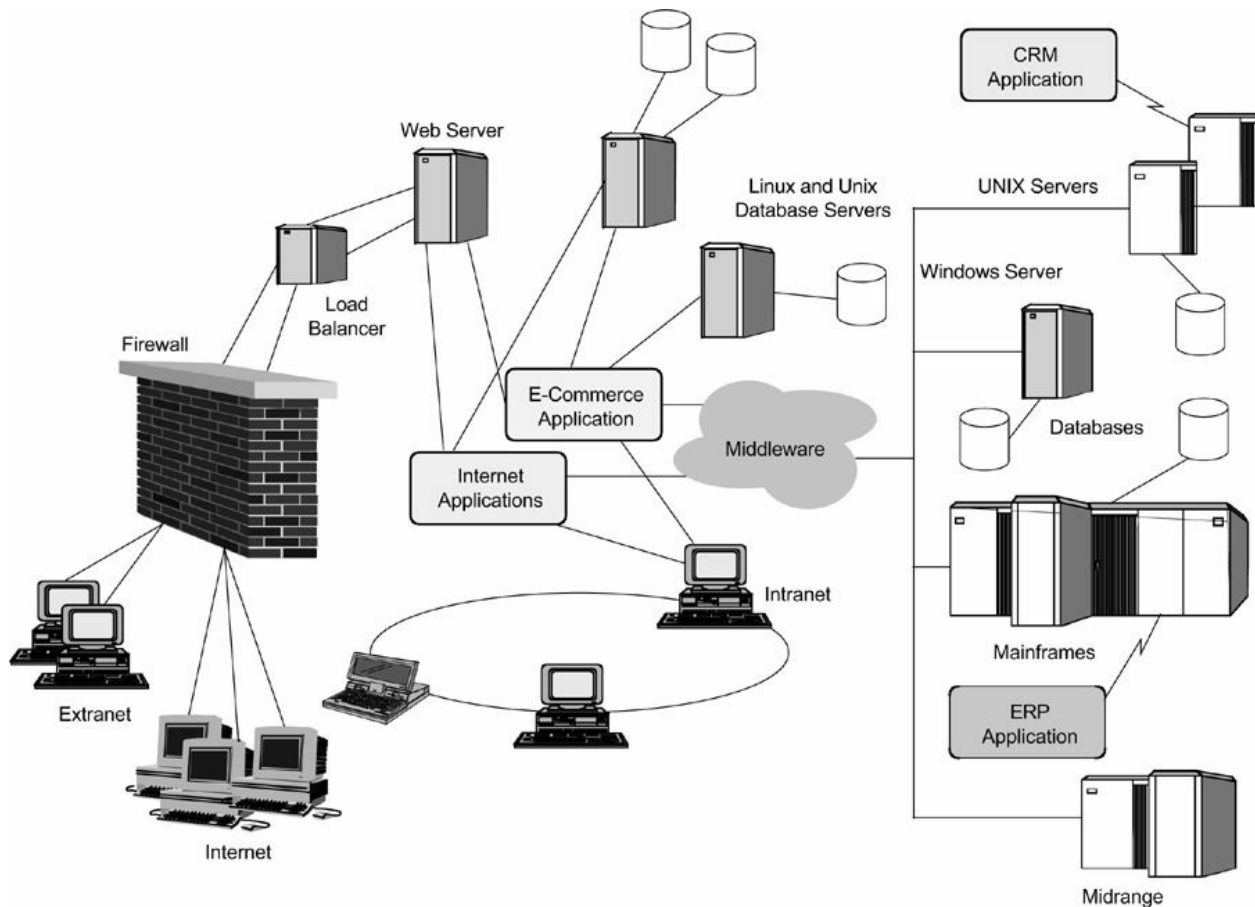 CRM
Application
Web Server
Linux and Unix
Database Servers
UNIX Servers
Windows Server
Load
Balancer
Firewall
E-Commerce
Application
Middleware
Databases
Internet
Applications
Intranet
Mainframes
Extranet
ERP
Application
Internet
Midrange